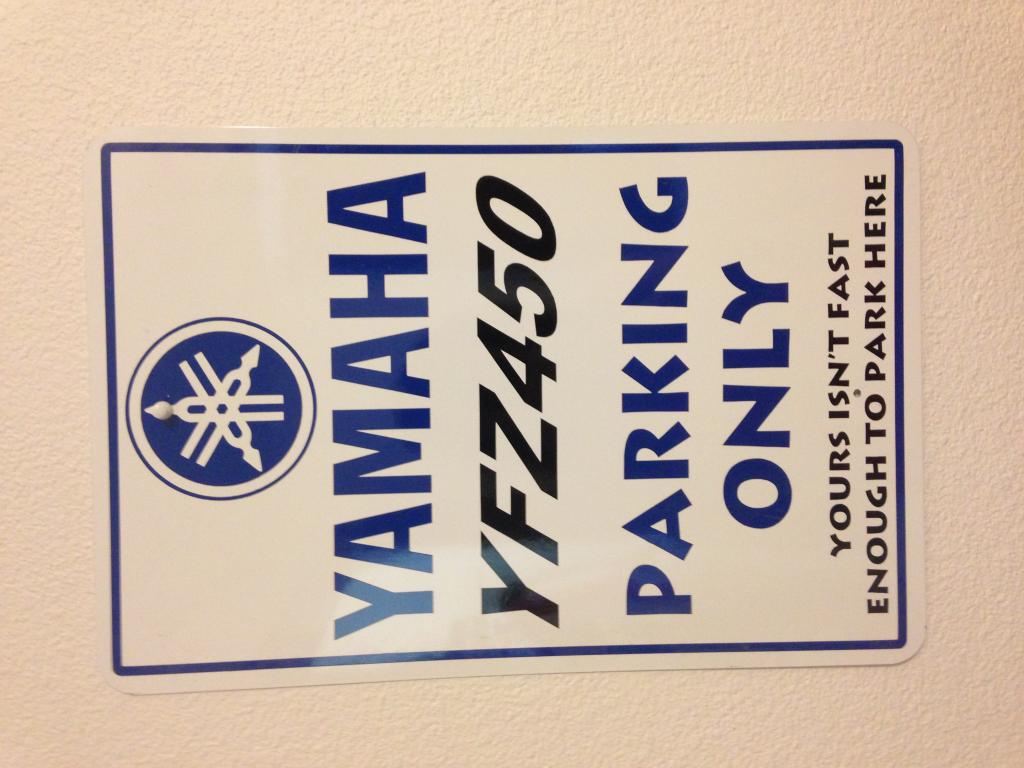 YAMAHA
YFZ450
PARKING
ONLY
YOURS ISN'T FAST
ENOUGH TO PARK HERE